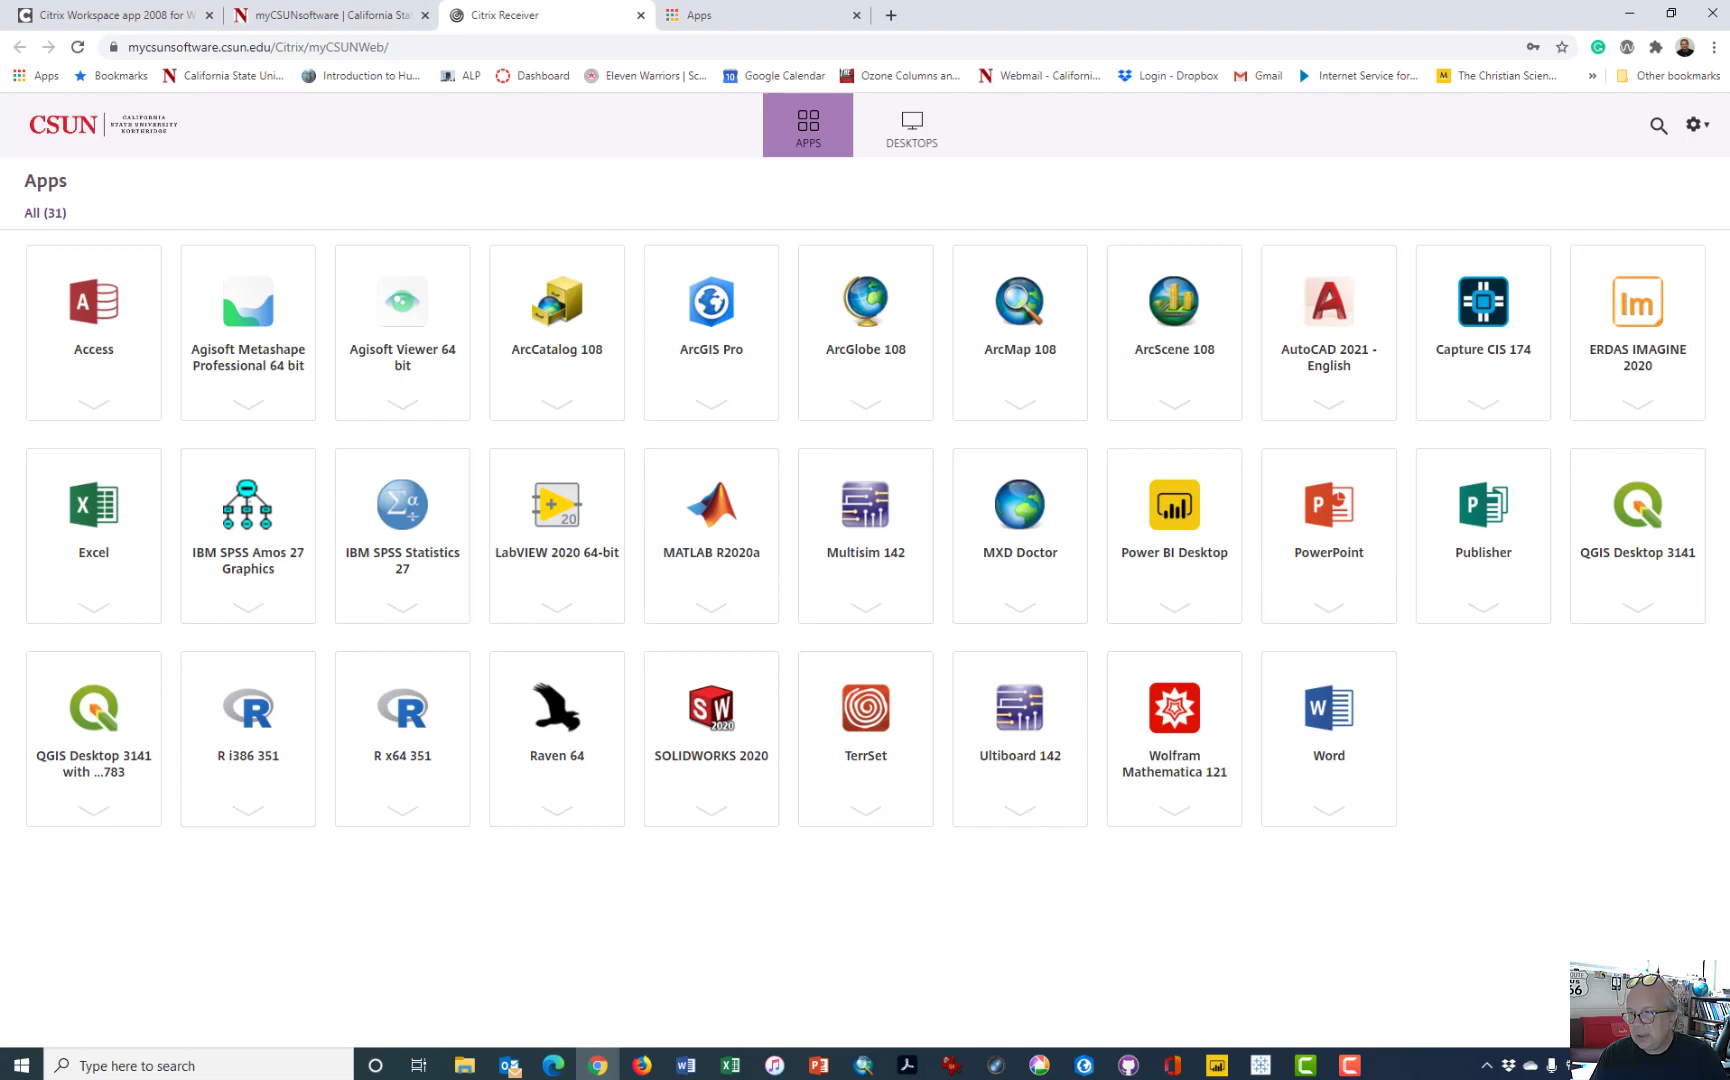 Citrix Workspace app 2008 for W
myCSUNsoftware | California Sta
Citrix Receiver
Apps
mycsunsoftware.csun.edu/Citrix/myCSUNWeb/
Apps
Bookmarks
California State Uni...
Introduction to Hu...
ALP
Dashboard
Eleven Warriors | Sc...
Google Calendar
Ozone Columns an...
Webmail - Californi...
Login - Dropbox
Gmail
Internet Service for...
The Christian Scien...
»
Other bookmarks
CSUN
CALIFORNIA
STATE UNIVERSITY
NORTHRIDGE
APPS
DESKTOPS
Apps
All (31)
Access
Agisoft Metashape
Professional 64 bit
Agisoft Viewer 64
bit
ArcCatalog 108
ArcGIS Pro
ArcGlobe 108
ArcMap 108
ArcScene 108
AutoCAD 2021 -
English
Capture CIS 174
ERDAS IMAGINE
2020
Excel
IBM SPSS Amos 27
Graphics
IBM SPSS Statistics
27
LabVIEW 2020 64-bit
MATLAB R2020a
Multisim 142
MXD Doctor
Power BI Desktop
PowerPoint
Publisher
QGIS Desktop 3141
QGIS Desktop 3141
with ...783
R i386 351
R x64 351
Raven 64
SOLIDWORKS 2020
TerrSet
Ultiboard 142
Wolfram
Mathematica 121
Word
ROUTE
66
Type here to search